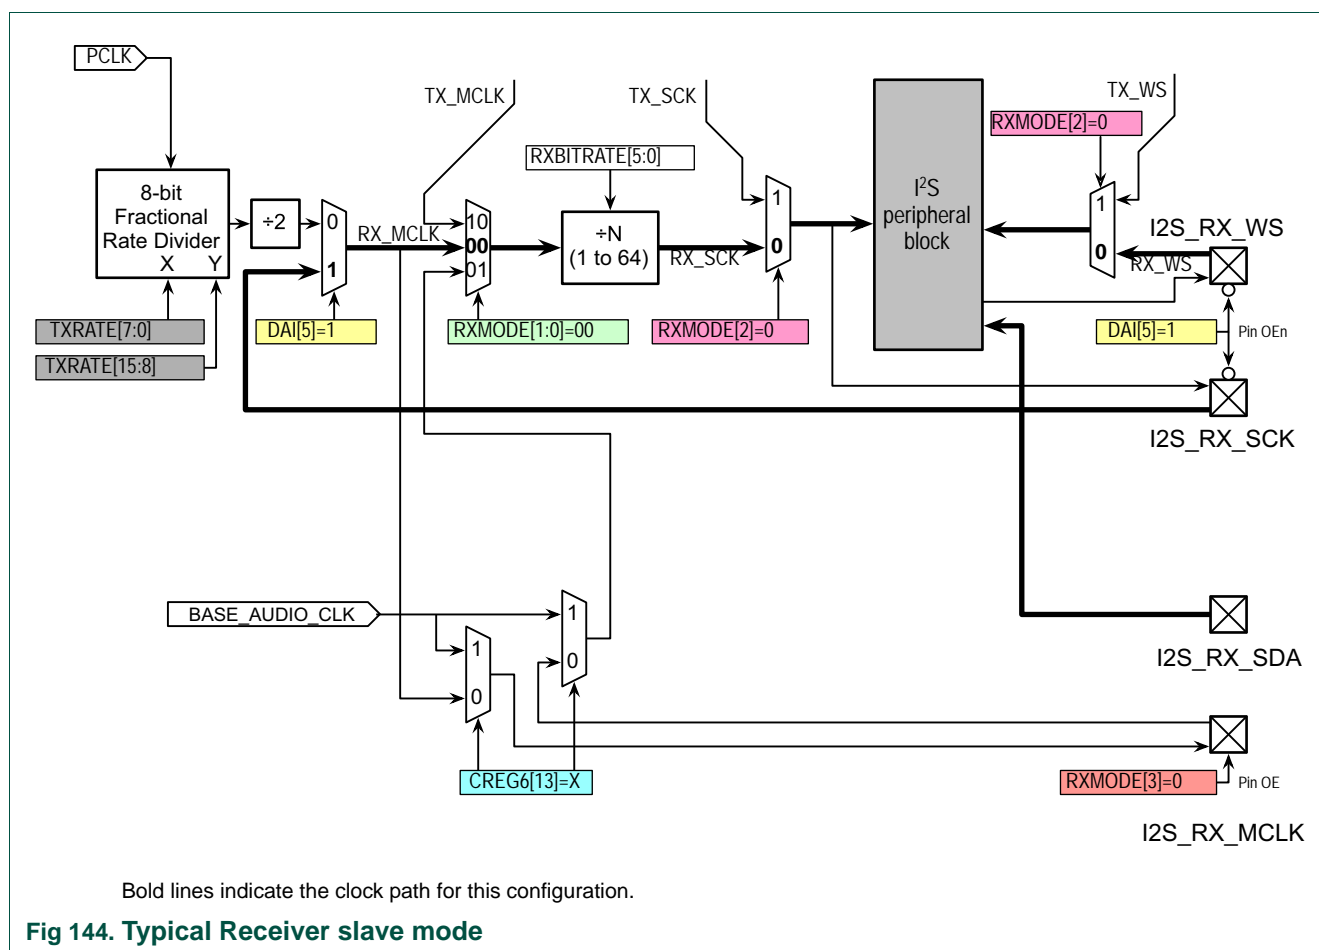 PCLK
TX_MCLK
TX_SCK
TX_WS
RXMODE[2]=0
RXBITRATE[5:0]
8-bit
Fractional
Rate Divider
X Y
÷2
0
1
RX_MCLK
10
00
01
÷N
(1 to 64)
RX_SCK
1
0
I²S
peripheral
block
1
0
I2S_RX_WS
RX_WS
TXRATE[7:0]
DAI[5]=1
RXMODE[1:0]=00
RXMODE[2]=0
DAI[5]=1
Pin OEn
TXRATE[15:8]
I2S_RX_SCK
BASE_AUDIO_CLK
1
0
1
0
I2S_RX_SDA
CREG6[13]=X
RXMODE[3]=0
Pin OE
I2S_RX_MCLK
Bold lines indicate the clock path for this configuration.
Fig 144. Typical Receiver slave mode